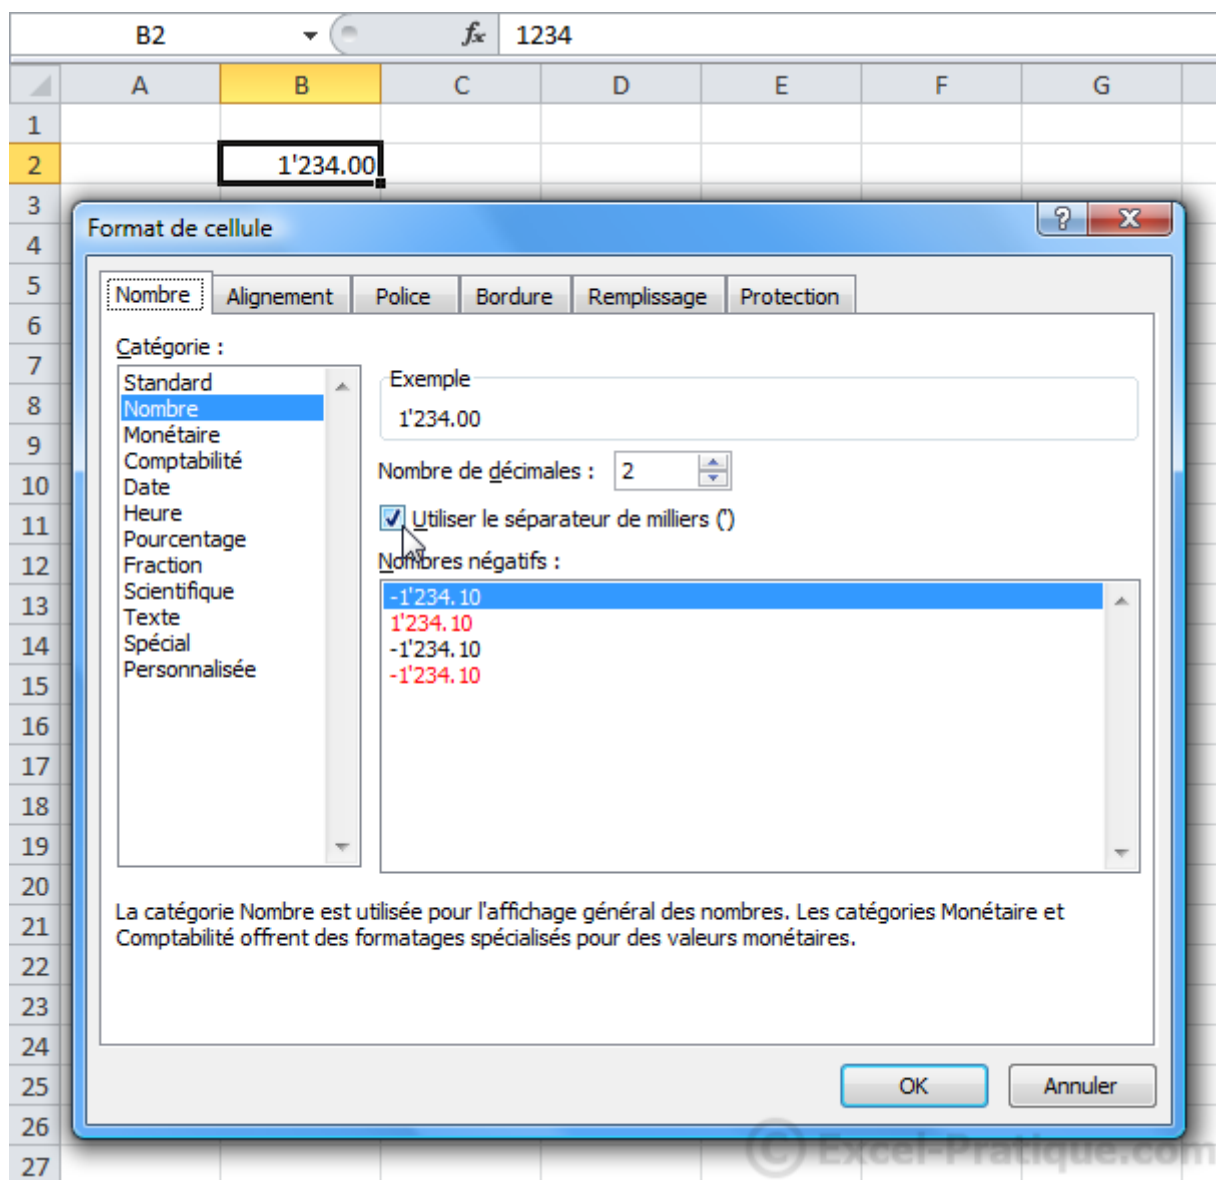 B2 fx 1234
A B C D E F G
1
2 1'234.00
3
Format de cellule
4
5
Nombre Alignement Police Bordure Remplissage Protection
6
Catégorie :
7
Standard Exemple
8
Nombre 1'234.00
Monétaire
9
Comptabilité Nombre de décimales : 2
10
Date
Heure Utiliser le séparateur de milliers (')
11
Pourcentage
12
Fraction Nombres négatifs :
Scientifique -1'234.10
13
Texte 1'234.10
14
Spécial -1'234.10
Personnalisée -1'234.10
15
16
17
18
19
20
La catégorie Nombre est utilisée pour l'affichage général des nombres. Les catégories Monétaire et
21
Comptabilité offrent des formatages spécialisés pour des valeurs monétaires.
22
23
24
25 OK Annuler
26
© Excel-Pratique.com
27